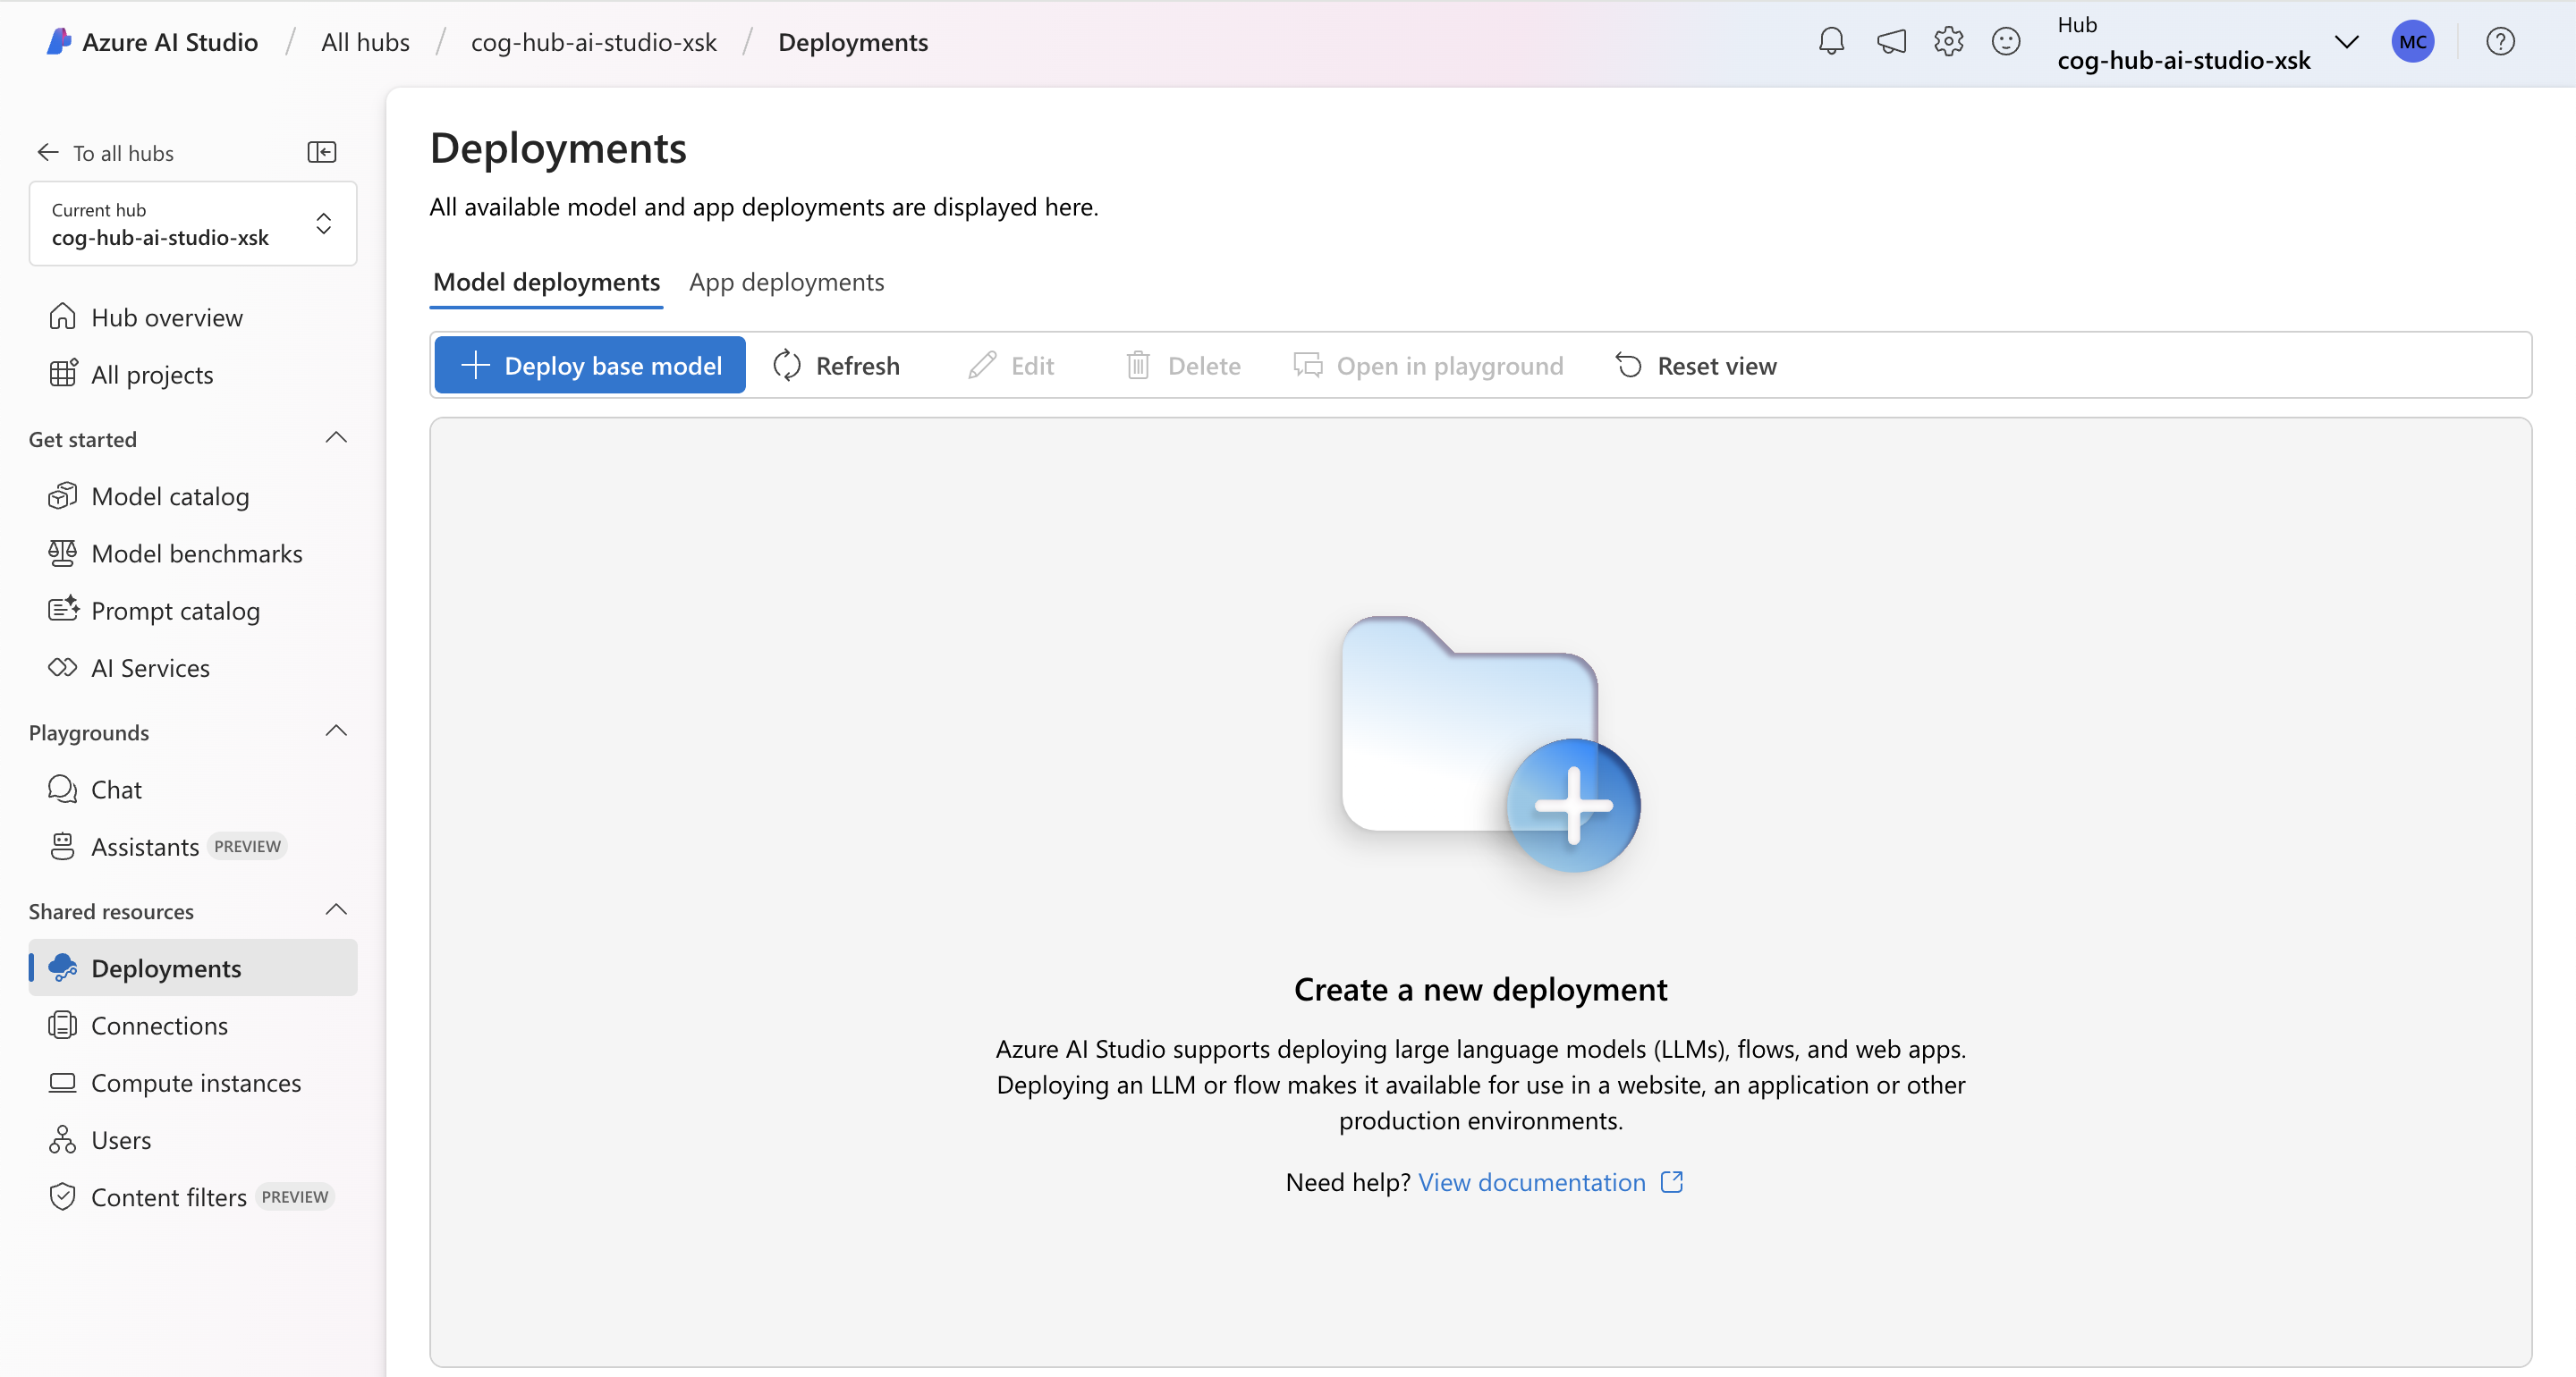 Azure AI Studio / All hubs / cog-hub-ai-studio-xsk / Deployments
Hub
cog-hub-ai-studio-xsk
MC
To all hubs
Current hub
cog-hub-ai-studio-xsk
Hub overview
All projects
Get started
Model catalog
Model benchmarks
Prompt catalog
AI Services
Playgrounds
Chat
Assistants PREVIEW
Shared resources
Deployments
Connections
Compute instances
Users
Content filters PREVIEW
Deployments
All available model and app deployments are displayed here.
Model deployments App deployments
Deploy base model Refresh Edit Delete Open in playground Reset view
Create a new deployment
Azure AI Studio supports deploying large language models (LLMs), flows, and web apps.
Deploying an LLM or flow makes it available for use in a website, an application or other
production environments.
Need help? View documentation